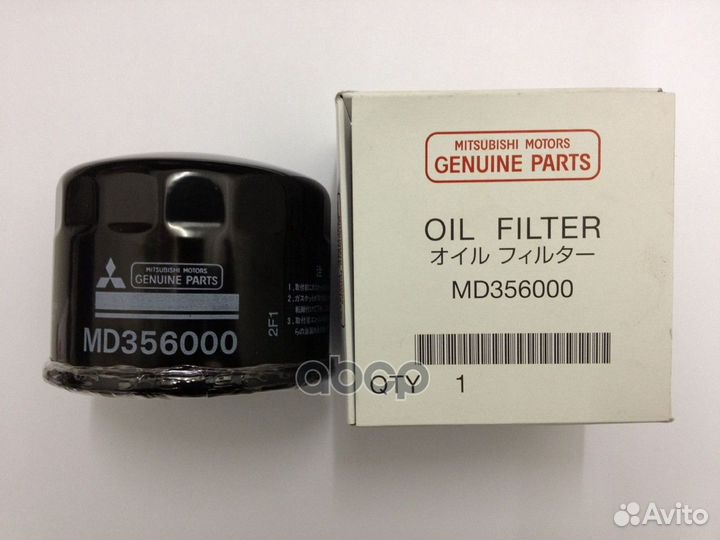 MITSUBISHI MOTORS
GENUINE PARTS
MD356000
2F1
MITSUBISHI MOTORS
GENUINE PARTS
OIL FILTER
オイル フィルター
MD356000
QTY 1
Avito